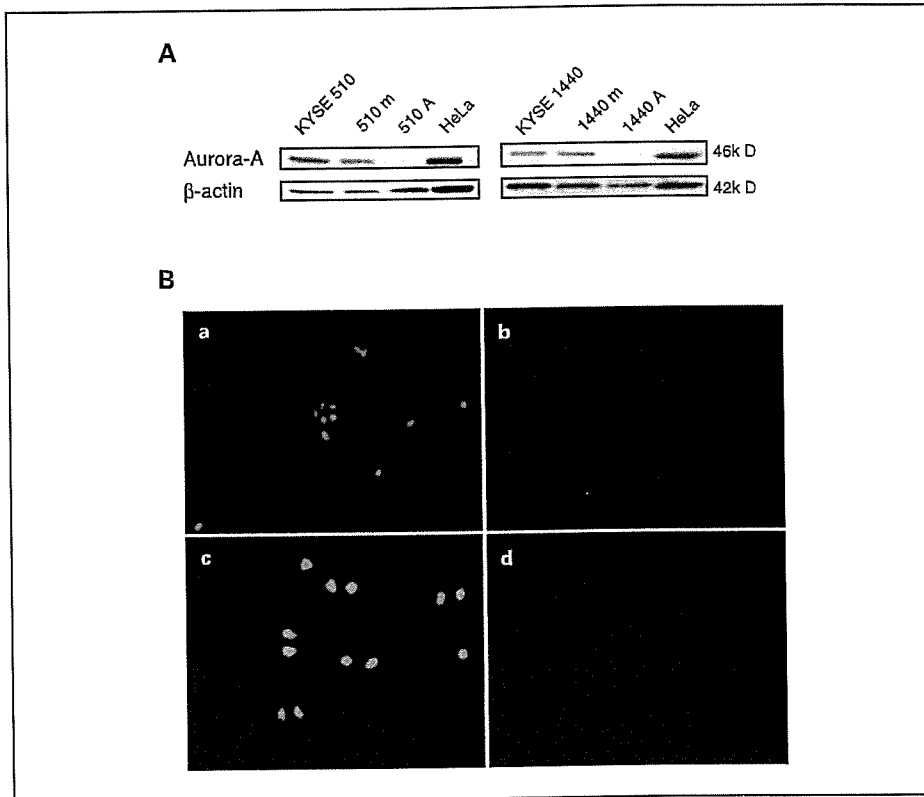 A
KYSE 510 510 m 510 A HeLa KYSE 1440 1440 m 1440 A HeLa
Aurora-A 46k D
β-actin 42k D
B
a b
c d